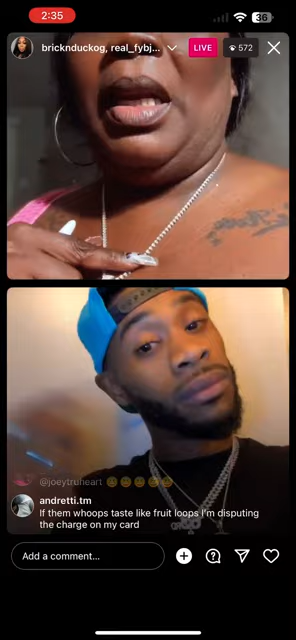 2:35
36
bricknduckog, real_fybj...
LIVE
572
@joeytruheart
andretti.tm
If them whoops taste like fruit loops I'm disputing
the charge on my card
Add a comment...